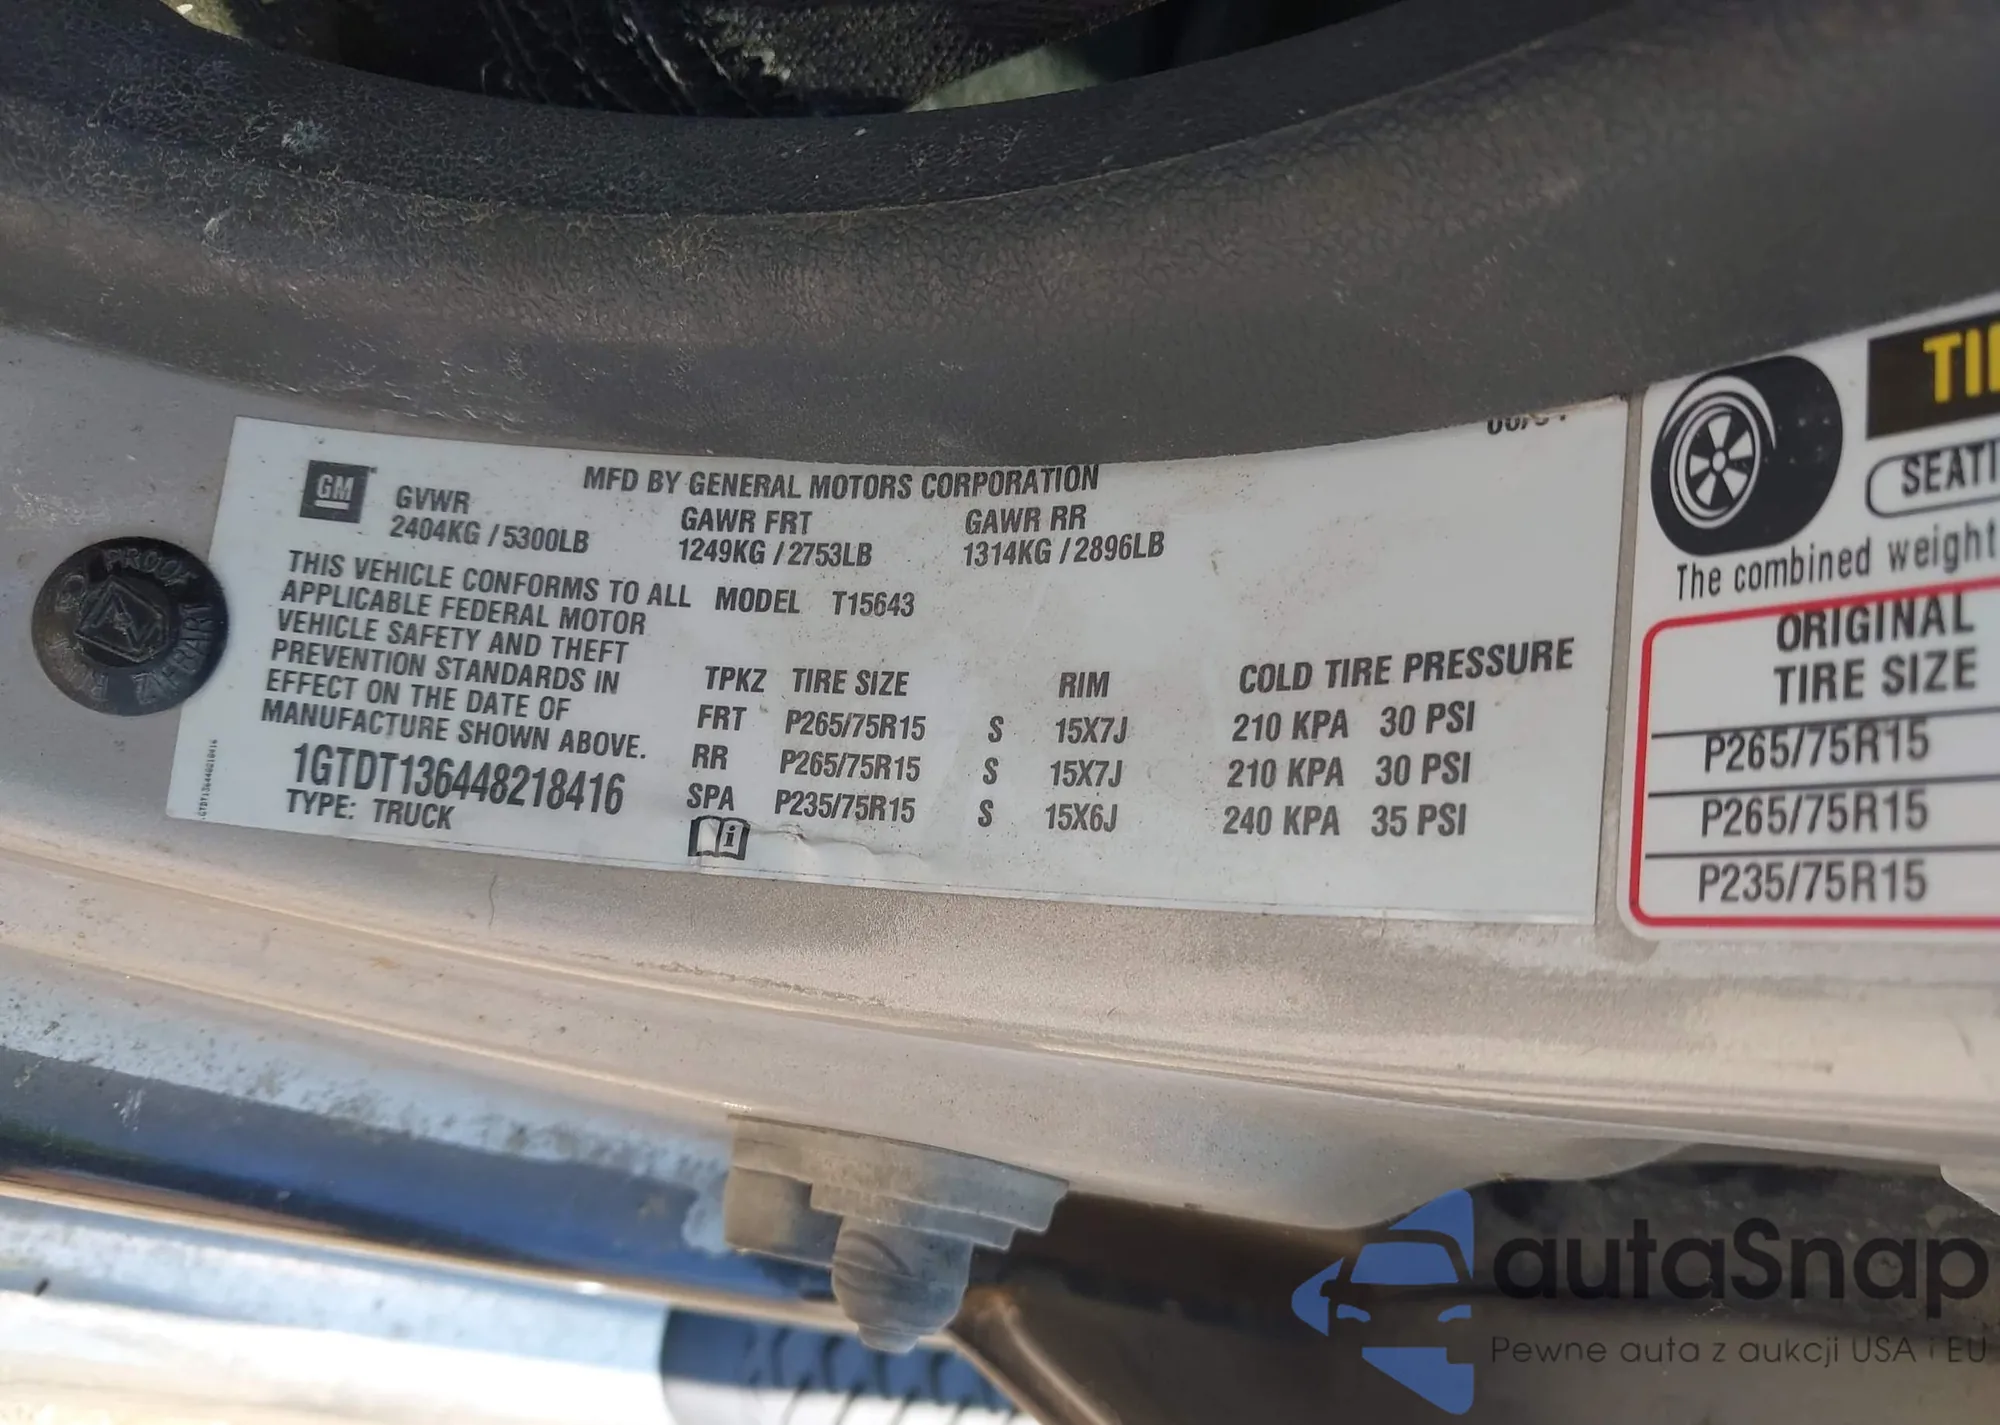 MFD BY GENERAL MOTORS CORPORATION
GM
GVWR GAWR FRT GAWR RR
2404KG / 5300LB 1249KG / 2753LB 1314KG / 2896LB
THIS VEHICLE CONFORMS TO ALL MODEL T15643
APPLICABLE FEDERAL MOTOR
VEHICLE SAFETY AND THEFT
PREVENTION STANDARDS IN
EFFECT ON THE DATE OF
MANUFACTURE SHOWN ABOVE.
1GTDT136448218416
TYPE: TRUCK
TPKZ TIRE SIZE RIM COLD TIRE PRESSURE
FRT P265/75R15 S 15X7J 210 KPA 30 PSI
RR P265/75R15 S 15X7J 210 KPA 30 PSI
SPA P235/75R15 S 15X6J 240 KPA 35 PSI
i
1GTDT136448218416
PROOF
TI
SEATI
The combined weight
ORIGINAL
TIRE SIZE
P265/75R15
P265/75R15
P235/75R15
autaSnap
Pewne auta z aukcji USA i EU